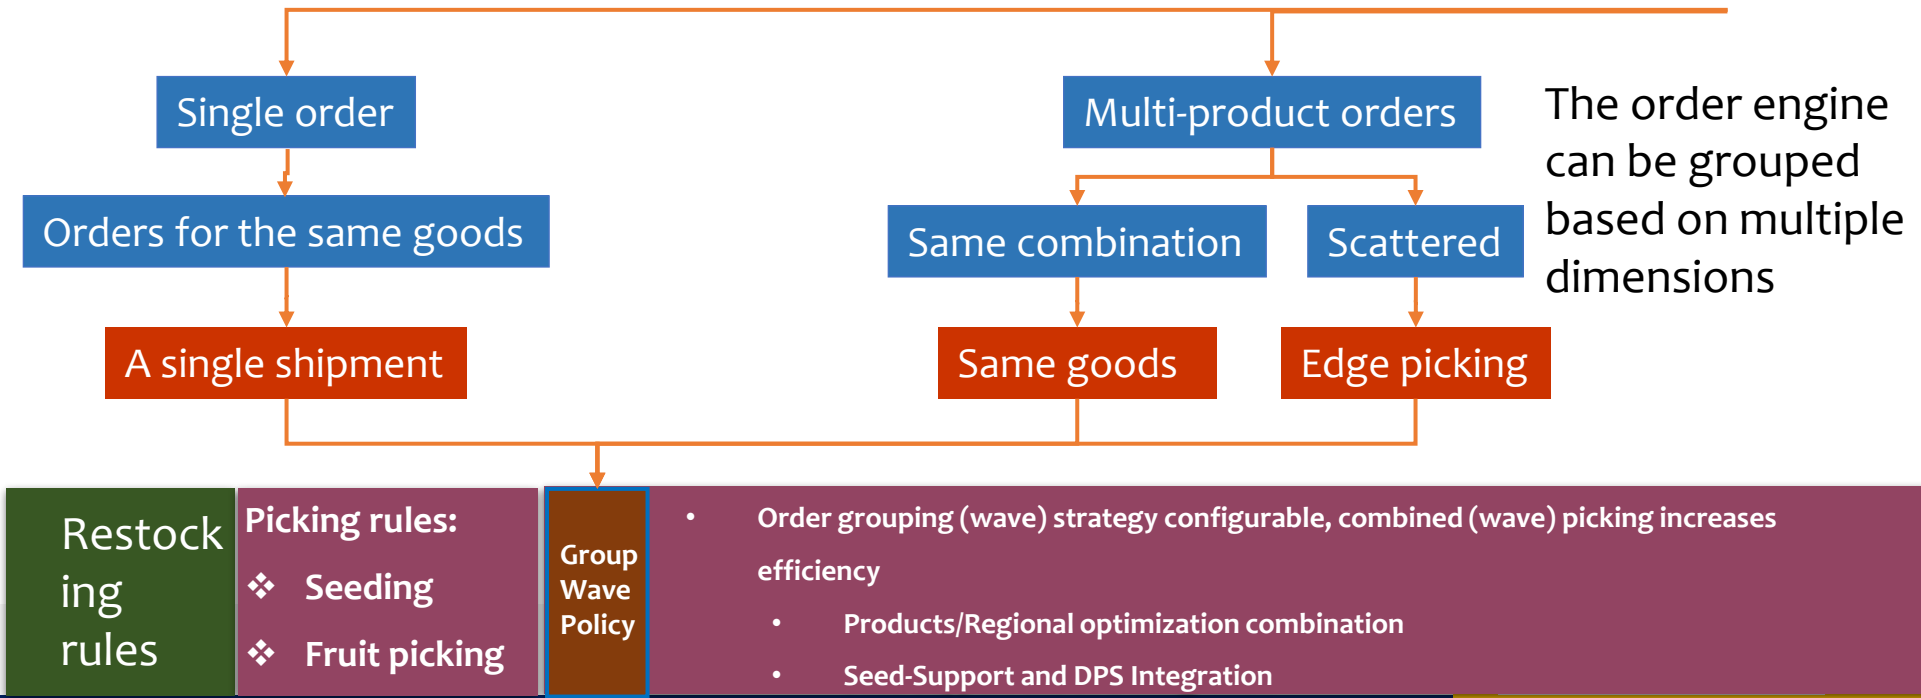 Single order
Multi-product orders
The order engine
can be grouped
based on multiple
dimensions
Orders for the same goods
Same combination
Scattered
A single shipment
Same goods
Edge picking
Restock
ing
rules
Picking rules:
❖ Seeding
❖ Fruit picking
Group
Wave
Policy
• Order grouping (wave) strategy configurable, combined (wave) picking increases
efficiency
• Products/Regional optimization combination
• Seed-Support and DPS Integration